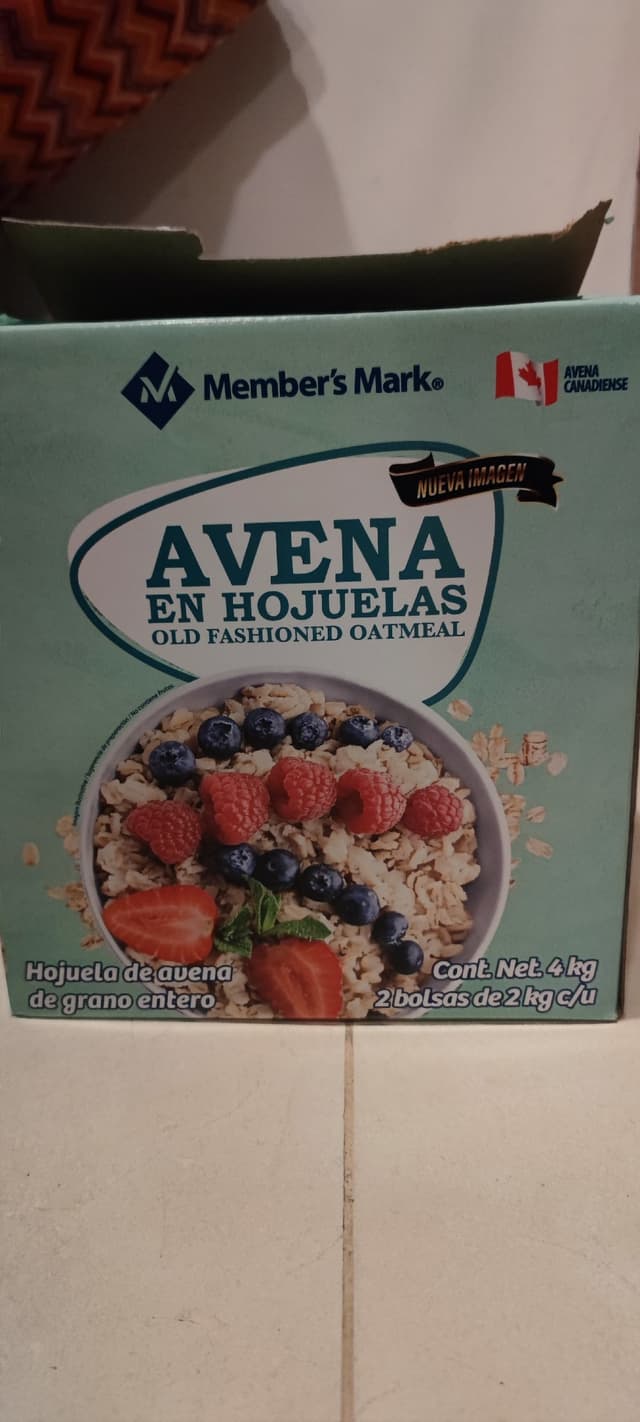 Member's Mark®
AVENA
CANADIENSE
NUEVA IMAGEN
AVENA
EN HOJUELAS
OLD FASHIONED OATMEAL
Hojuela de avena
de grano entero
Cont. Net. 4 kg
2 bolsas de 2 kg c/u